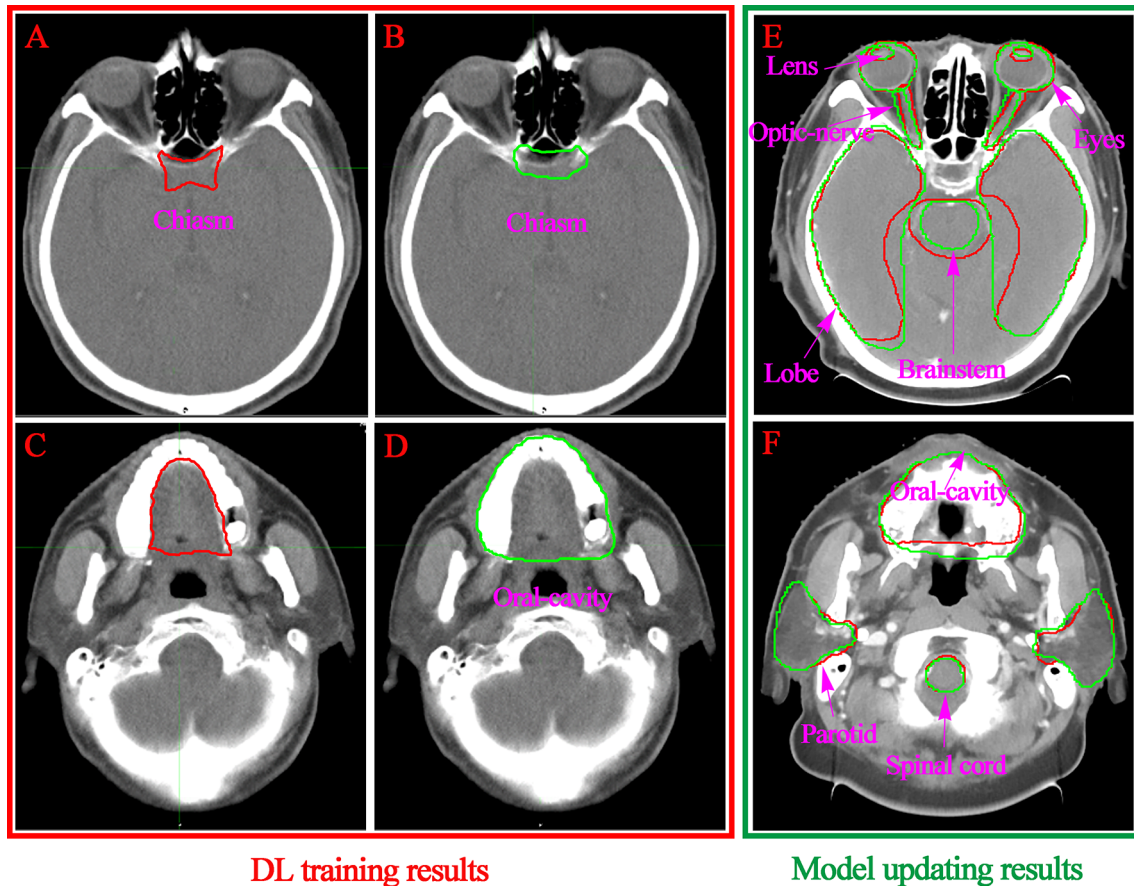 A
B
E
Chiasm
Chiasm
Lens
Optic-nerve
Eyes
Lobe
Brainstem
C
D
F
Oral-cavity
Oral-cavity
Parotid
Spinal cord
DL training results
Model updating results